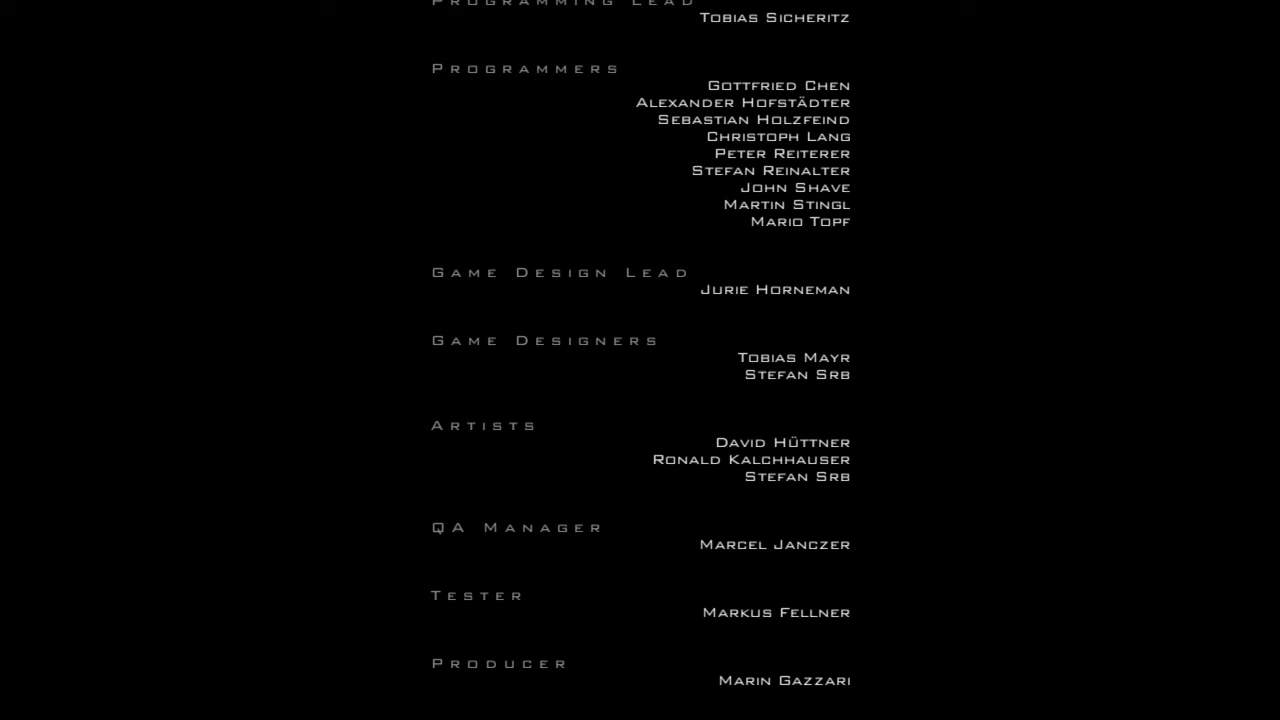 Programming Lead
Tobias Sicheritz
Programmers
Gottfried Chen
Alexander Hofstädter
Sebastian Holzfeind
Christoph Lang
Peter Reiterer
Stefan Reinalter
John Shave
Martin Stingl
Mario Topf
Game Design Lead
Jurie Horneman
Game Designers
Tobias Mayr
Stefan Srb
Artists
David Hüttner
Ronald Kalchhauser
Stefan Srb
QA Manager
Marcel Janczer
Tester
Markus Fellner
Producer
Marin Gazzari